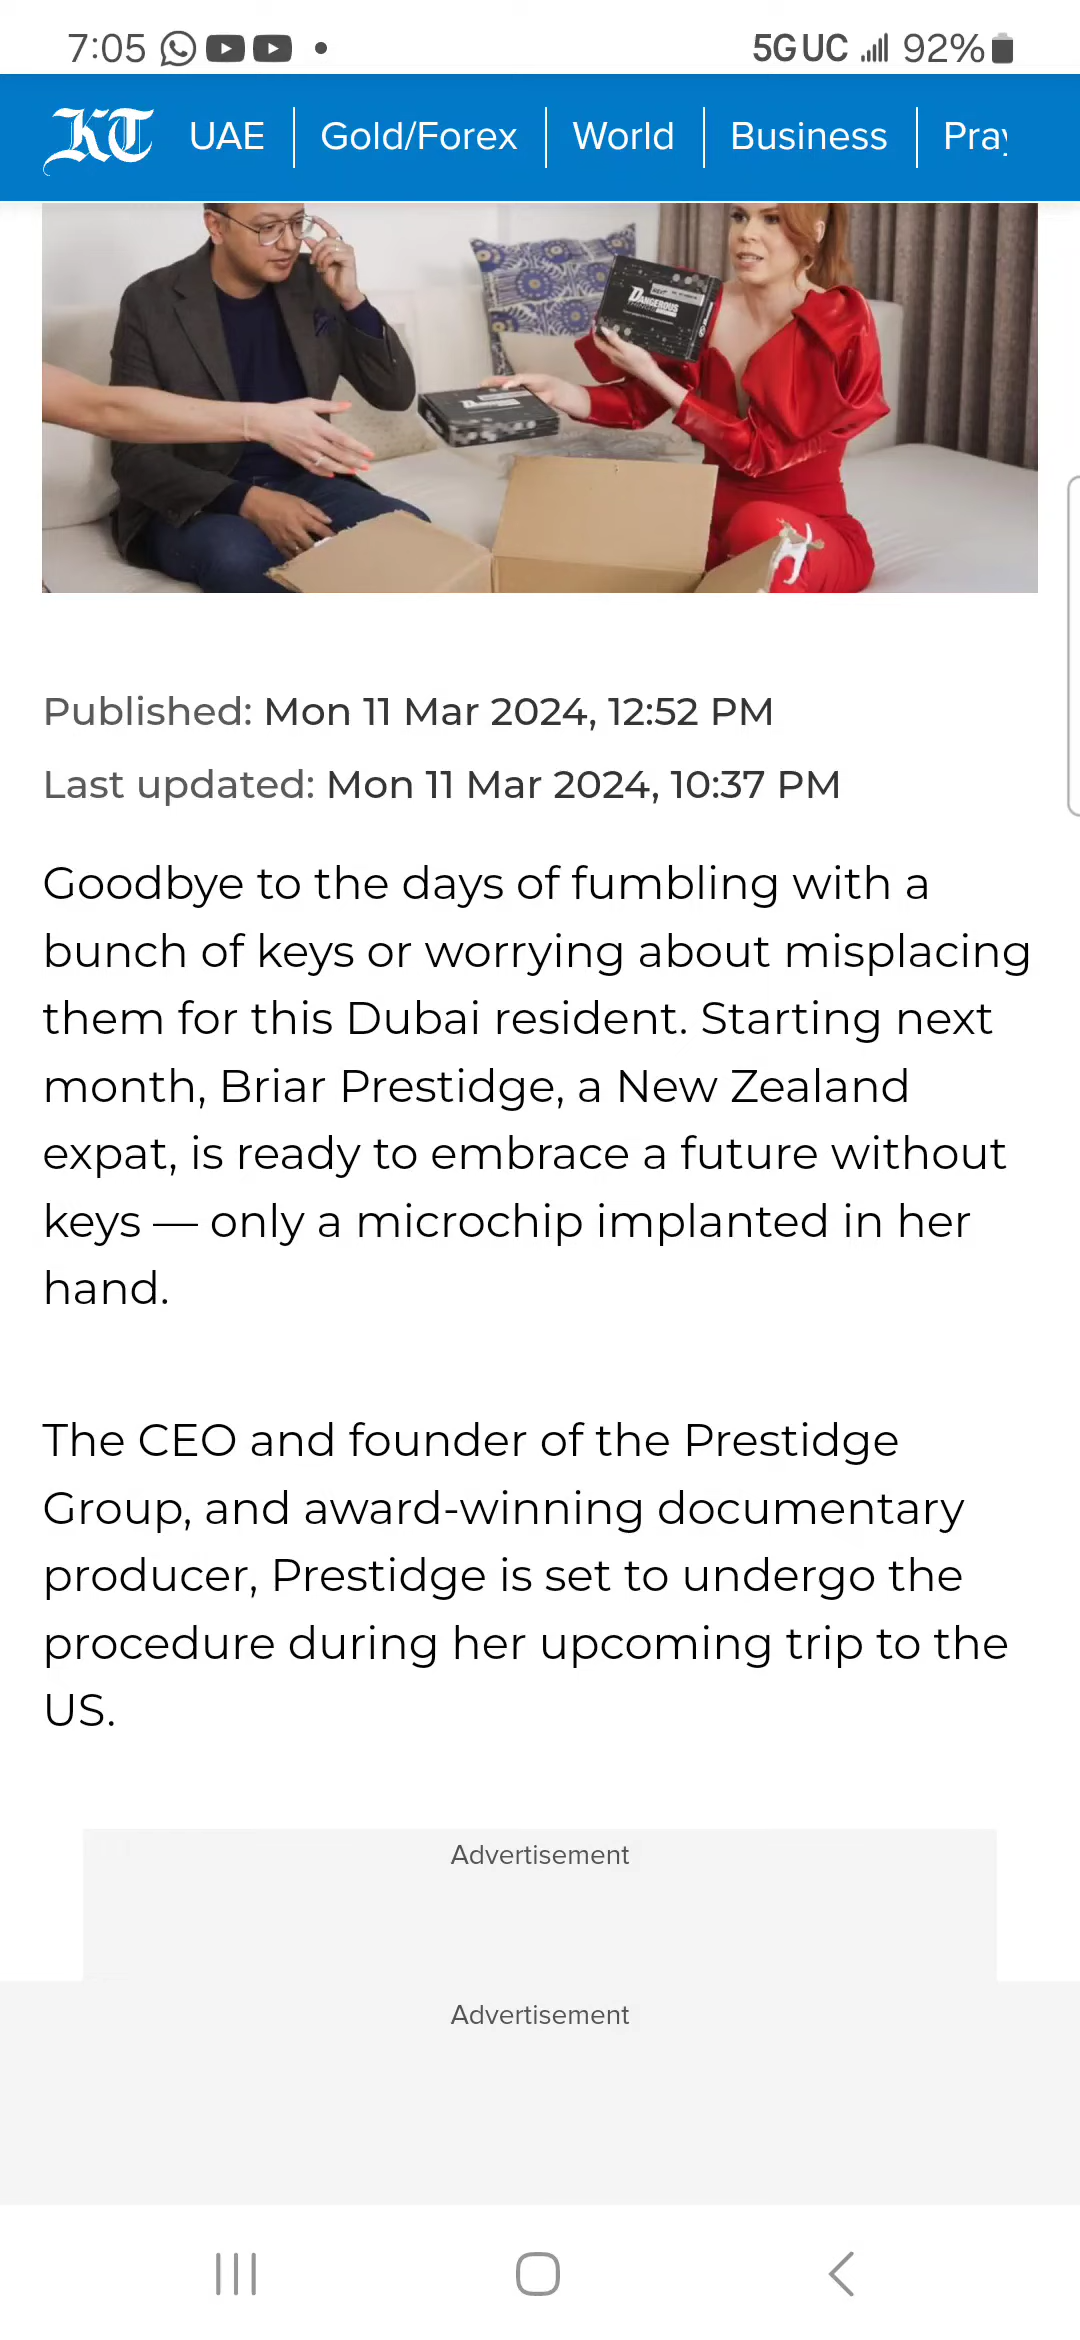 7:05
5G UC 92%
KT UAE Gold/Forex World Business Pray
DANGEROUS
Published: Mon 11 Mar 2024, 12:52 PM
Last updated: Mon 11 Mar 2024, 10:37 PM
Goodbye to the days of fumbling with a
bunch of keys or worrying about misplacing
them for this Dubai resident. Starting next
month, Briar Prestidge, a New Zealand
expat, is ready to embrace a future without
keys — only a microchip implanted in her
hand.
The CEO and founder of the Prestidge
Group, and award-winning documentary
producer, Prestidge is set to undergo the
procedure during her upcoming trip to the
US.
Advertisement
Advertisement